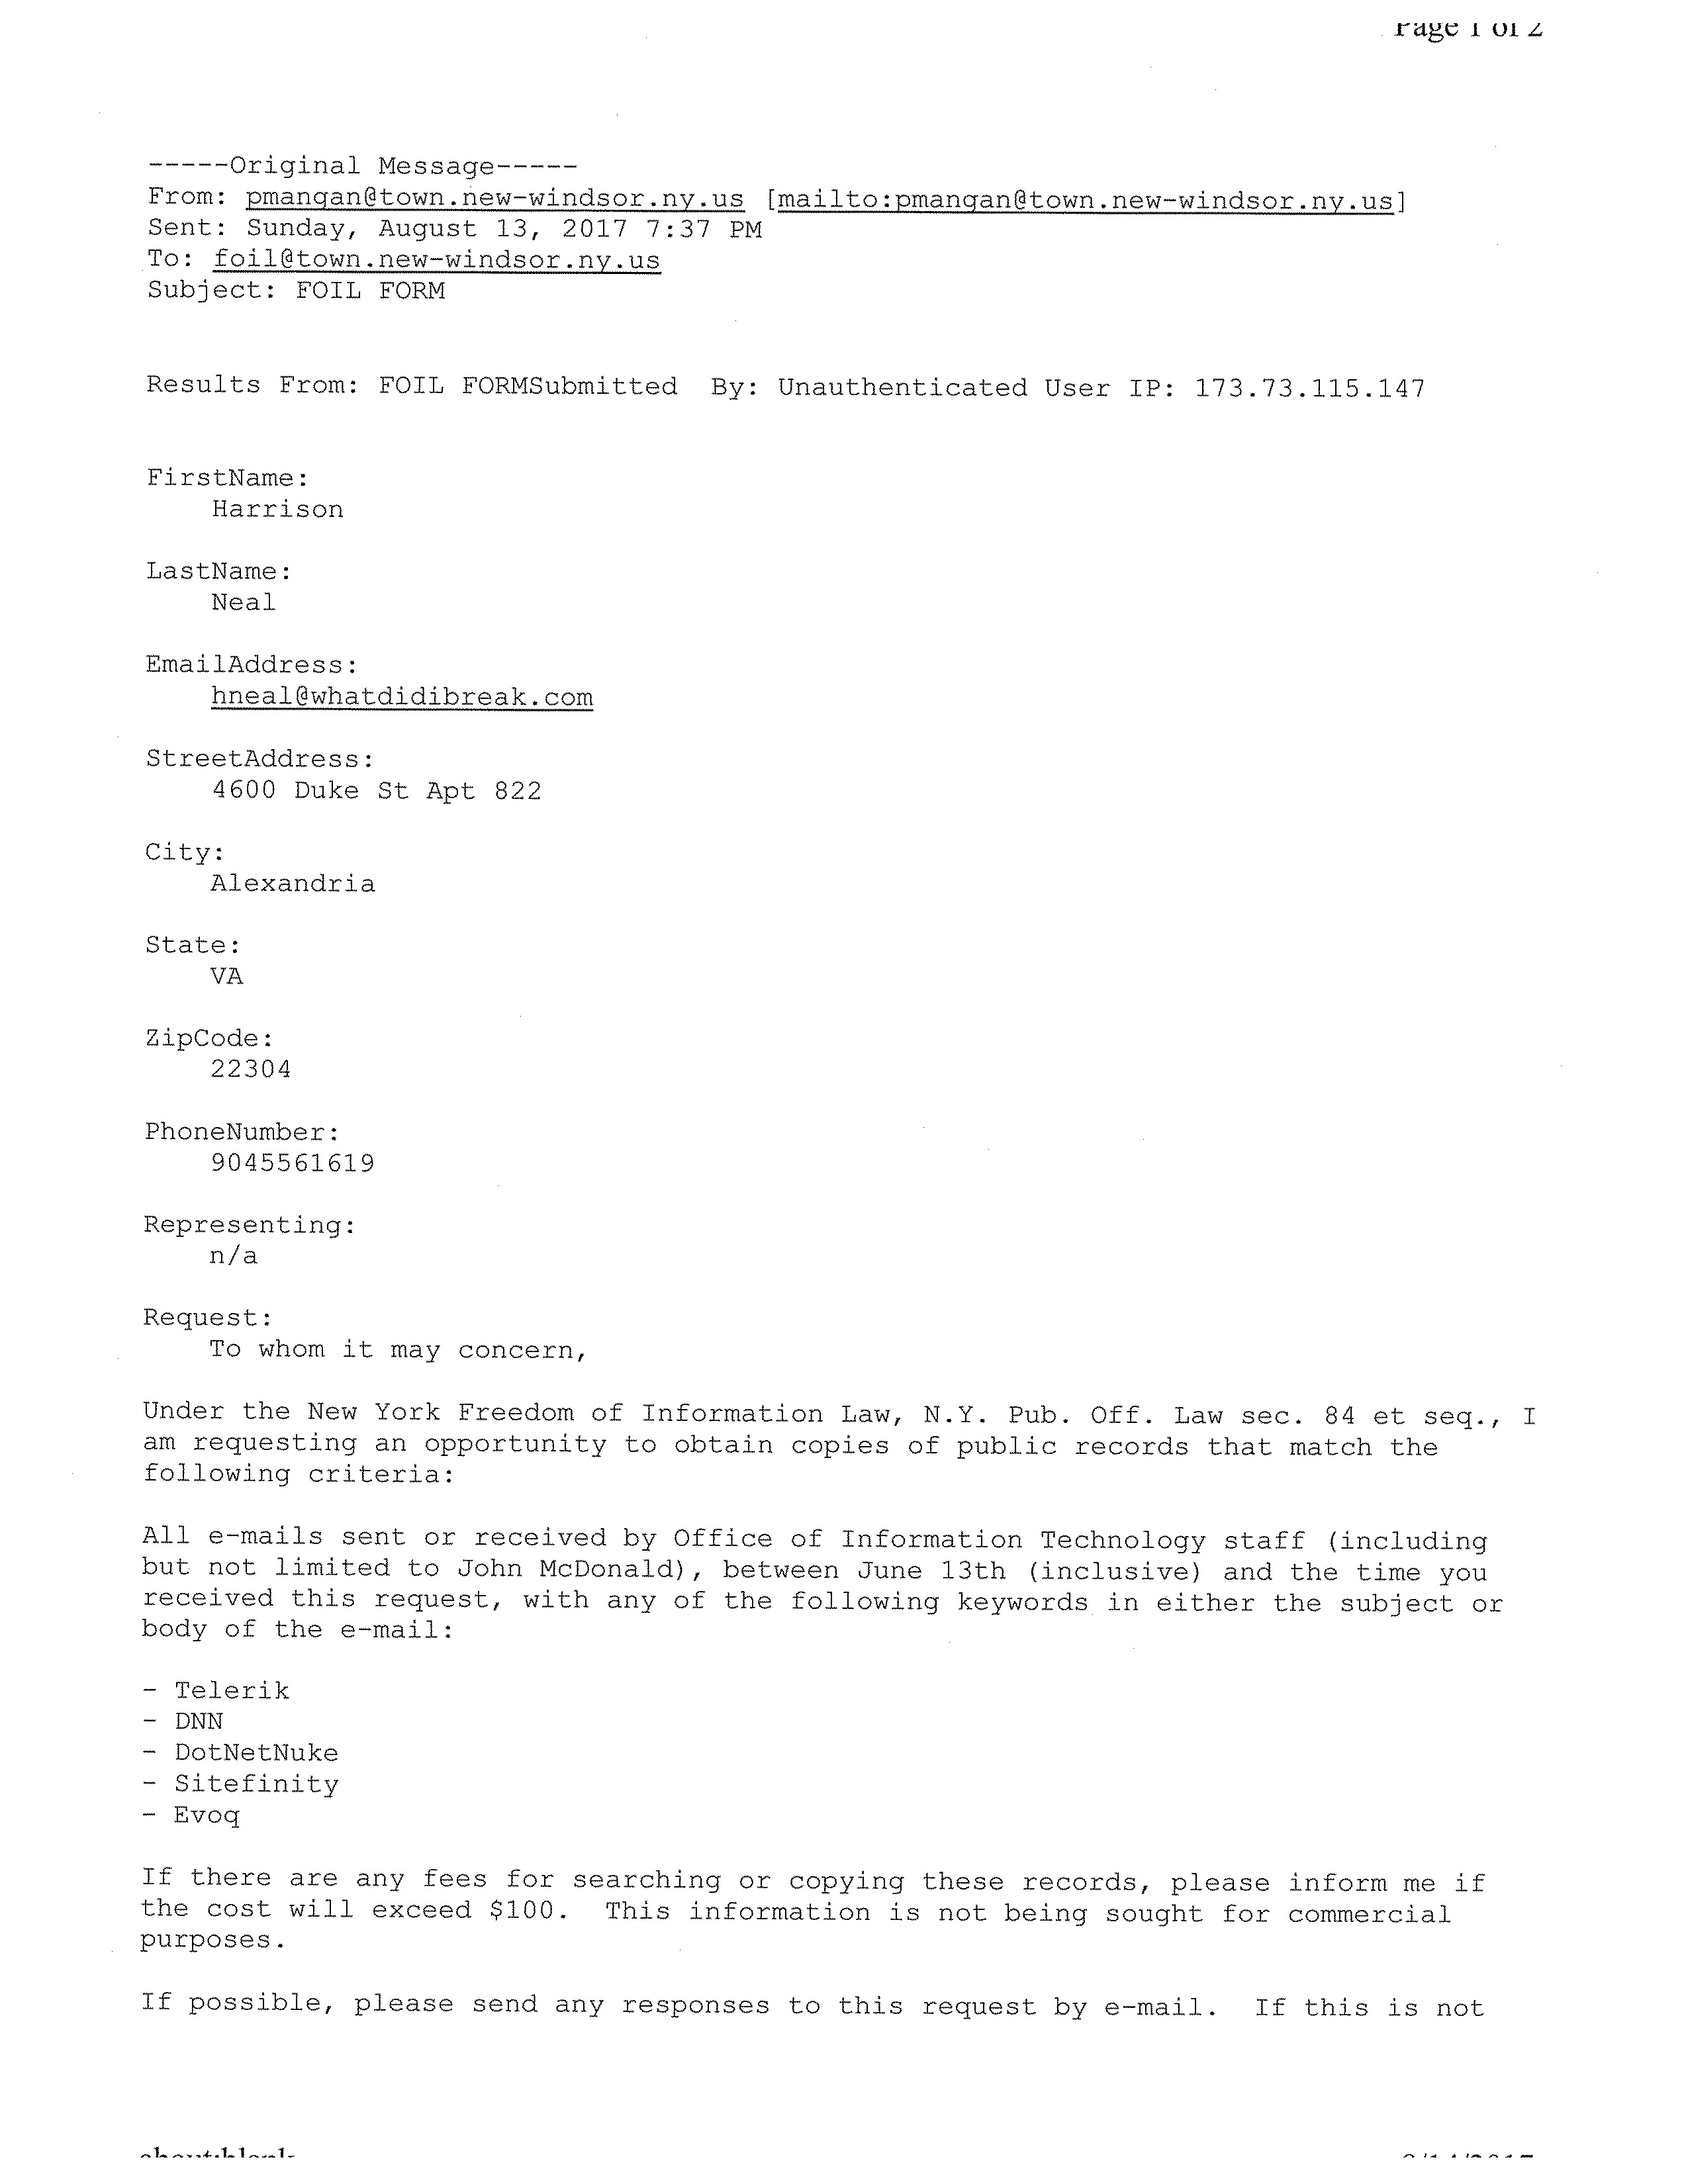 Page 1 of 2
-----Original Message-----
From: pmangan@town.new-windsor.ny.us [mailto:pmangan@town.new-windsor.ny.us]
Sent: Sunday, August 13, 2017 7:37 PM
To: foil@town.new-windsor.ny.us
Subject: FOIL FORM
Results From: FOIL FORMSubmitted  By: Unauthenticated User IP: 173.73.115.147
FirstName:
Harrison
LastName:
Neal
EmailAddress:
hneal@whatdidibreak.com
StreetAddress:
4600 Duke St Apt 822
City:
Alexandria
State:
VA
ZipCode:
22304
PhoneNumber:
9045561619
Representing:
n/a
Request:
To whom it may concern,
Under the New York Freedom of Information Law, N.Y. Pub. Off. Law sec. 84 et seq., I
am requesting an opportunity to obtain copies of public records that match the
following criteria:
All e-mails sent or received by Office of Information Technology staff (including
but not limited to John McDonald), between June 13th (inclusive) and the time you
received this request, with any of the following keywords in either the subject or
body of the e-mail:
- Telerik
- DNN
- DotNetNuke
- Sitefinity
- Evoq
If there are any fees for searching or copying these records, please inform me if
the cost will exceed $100.  This information is not being sought for commercial
purposes.
If possible, please send any responses to this request by e-mail.  If this is not
about:blank